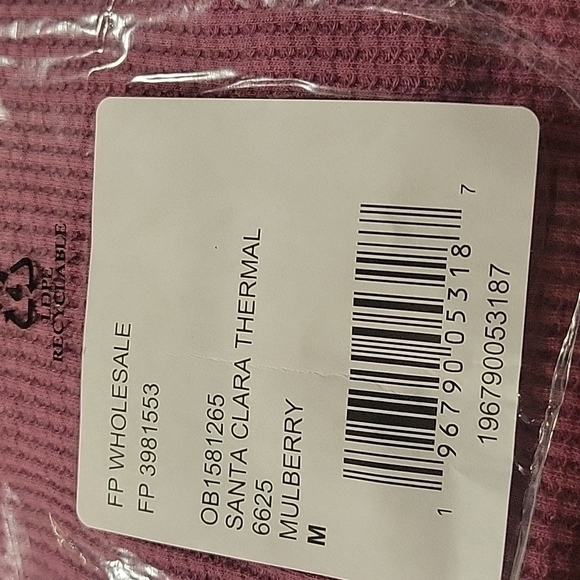 LDPE
RECYCLABLE
FP WHOLESALE
FP 3981553
OB1581265
SANTA CLARA THERMAL
6625
MULBERRY
M
1 96790 05318 7
196790053187